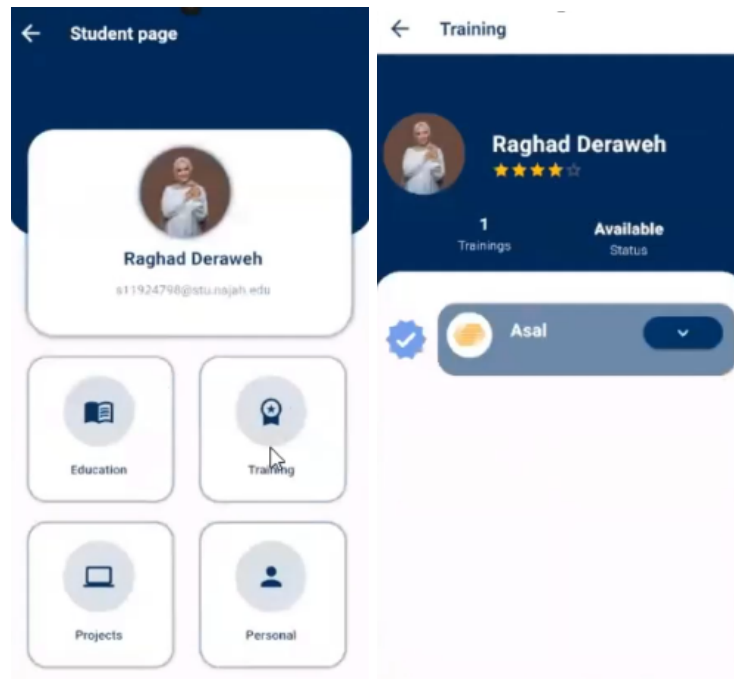 Student page
Raghad Deraweh
s11924798@stu.najah.edu
Education
Training
Projects
Personal
Training
Raghad Deraweh
1
Trainings
Available
Status
Asal